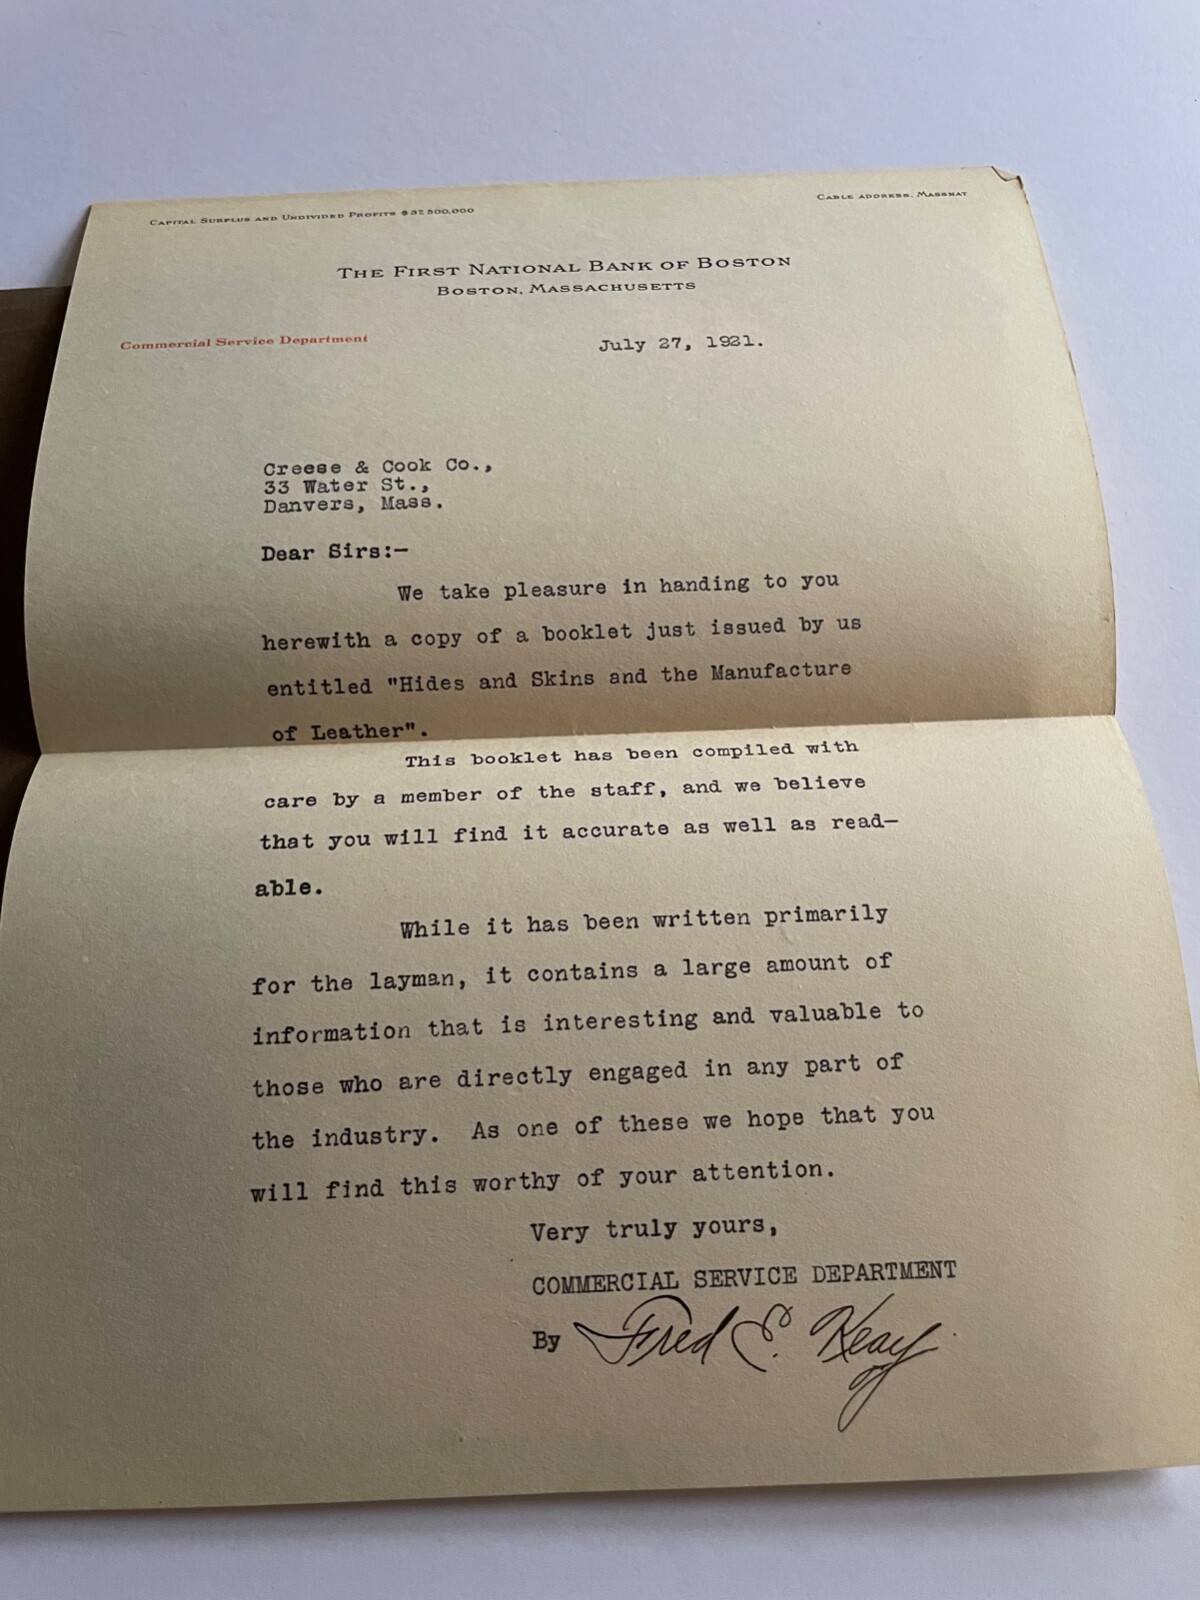 CAPITAL SURPLUS AND UNDIVIDED PROFITS $37,500,000
CABLE ADDRESS, MASSNAT
THE FIRST NATIONAL BANK OF BOSTON
BOSTON, MASSACHUSETTS
Commercial Service Department
July 27, 1921.
Creese & Cook Co.,
33 Water St.,
Danvers, Mass.
Dear Sirs:-
We take pleasure in handing to you
herewith a copy of a booklet just issued by us
entitled "Hides and Skins and the Manufacture
of Leather".
This booklet has been compiled with
care by a member of the staff, and we believe
that you will find it accurate as well as read-
able.
While it has been written primarily
for the layman, it contains a large amount of
information that is interesting and valuable to
those who are directly engaged in any part of
the industry. As one of these we hope that you
will find this worthy of your attention.
Very truly yours,
COMMERCIAL SERVICE DEPARTMENT
By Fred E. Keay